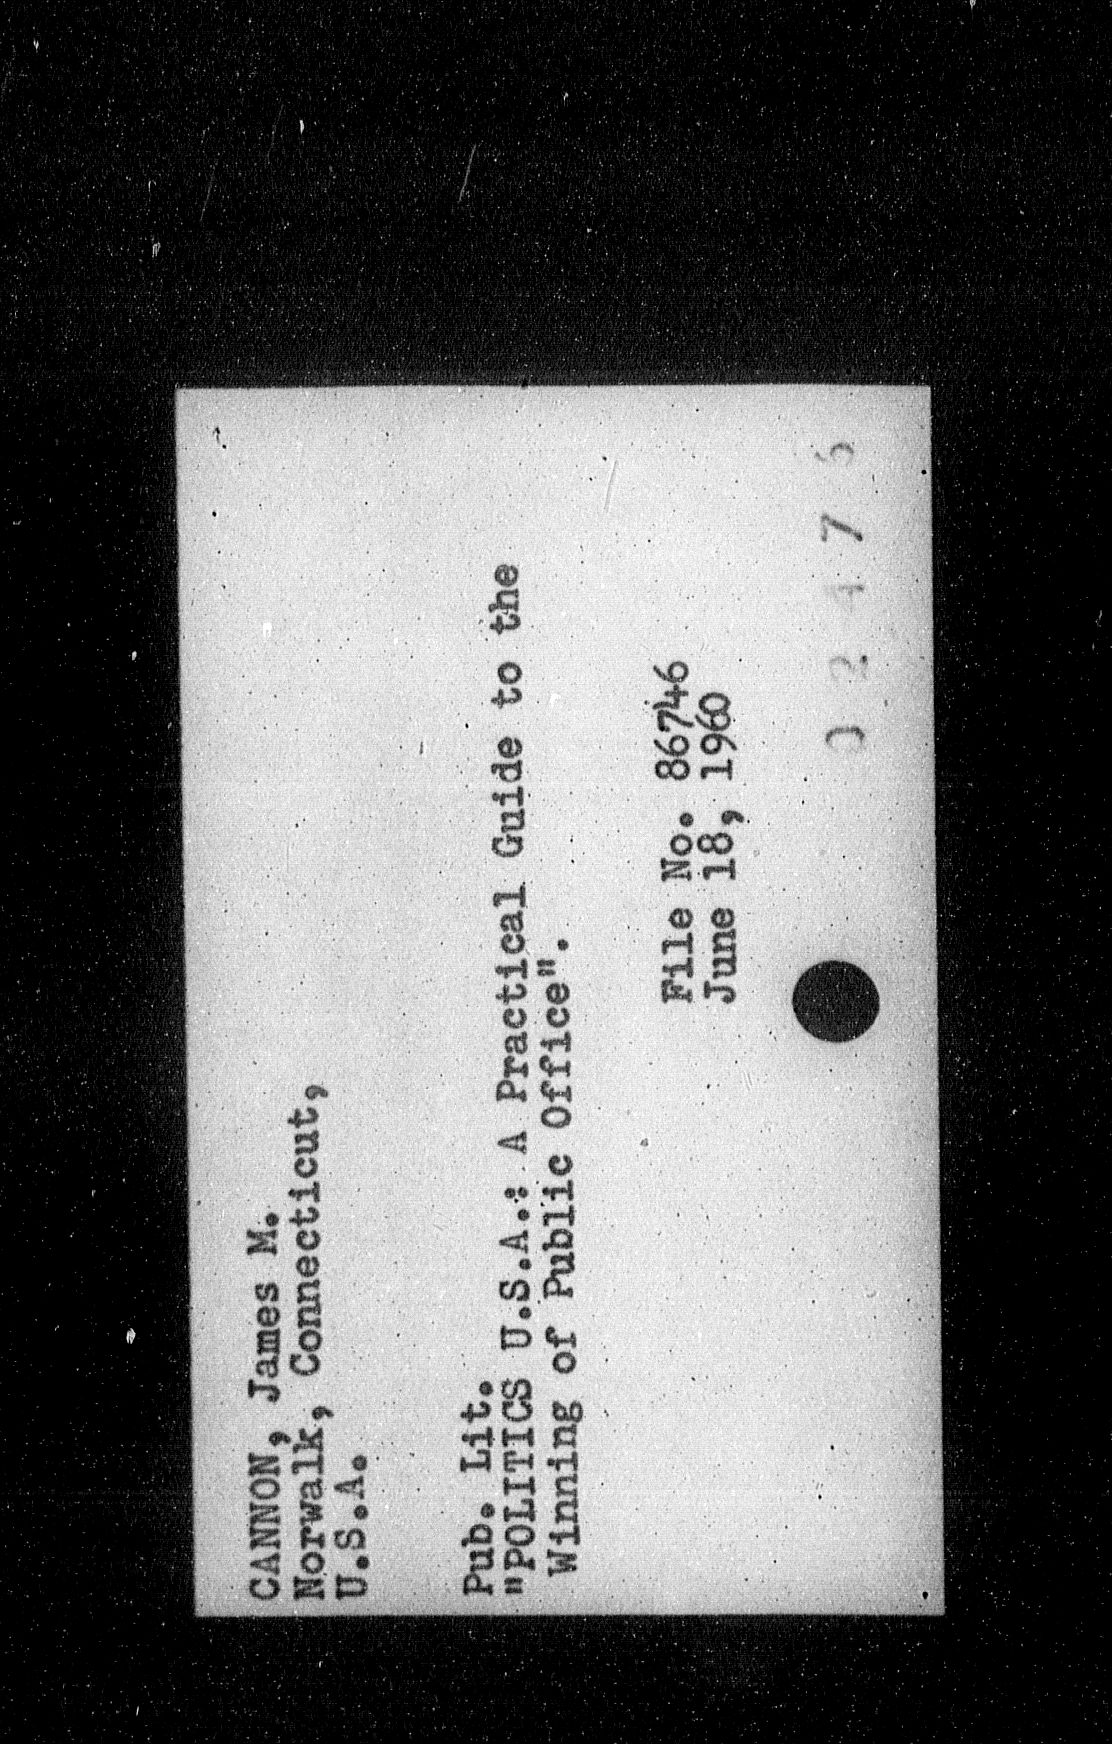 CANNON, James M.
Norwalk, Connecticut,
U.S.A.
Pub. Lit.
"POLITICS U.S.A.: A Practical Guide to the
Winning of Public Office".
File No. 86746
June 18, 1960